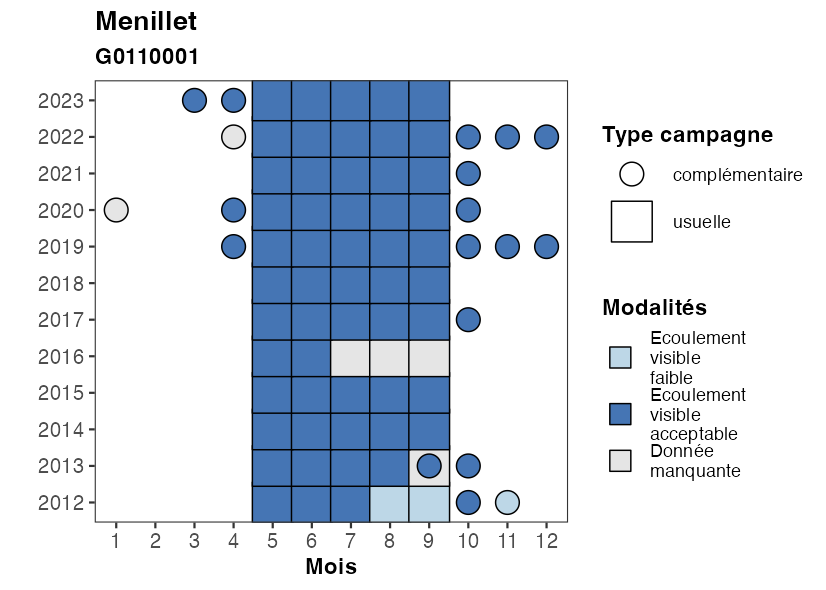 Menillet
G0110001
2023
2022
2021
2020
2019
2018
2017
2016
2015
2014
2013
2012
1 2 3 4 5 6 7 8 9 10 11 12
Mois
Type campagne
complémentaire
usuelle
Modalités
Ecoulement
visible
faible
Ecoulement
visible
acceptable
Donnée
manquante